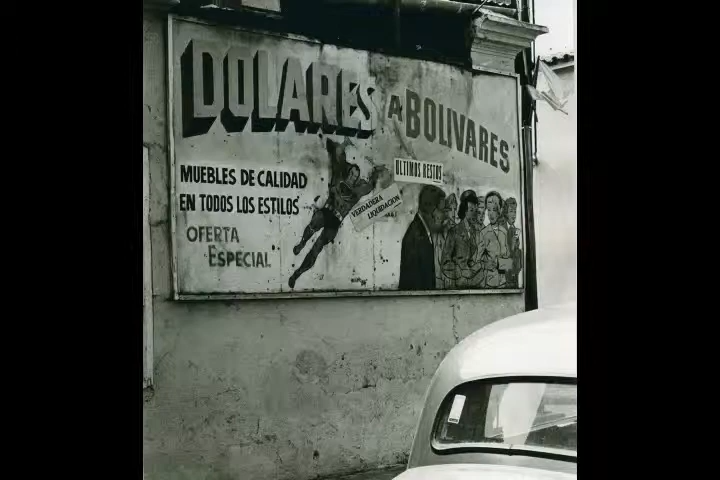 DOLARES A BOLIVARES
MUEBLES DE CALIDAD
EN TODOS LOS ESTILOS
OFERTA
ESPECIAL
VERDADERA
LIQUIDACION
ULTIMOS RESTOS